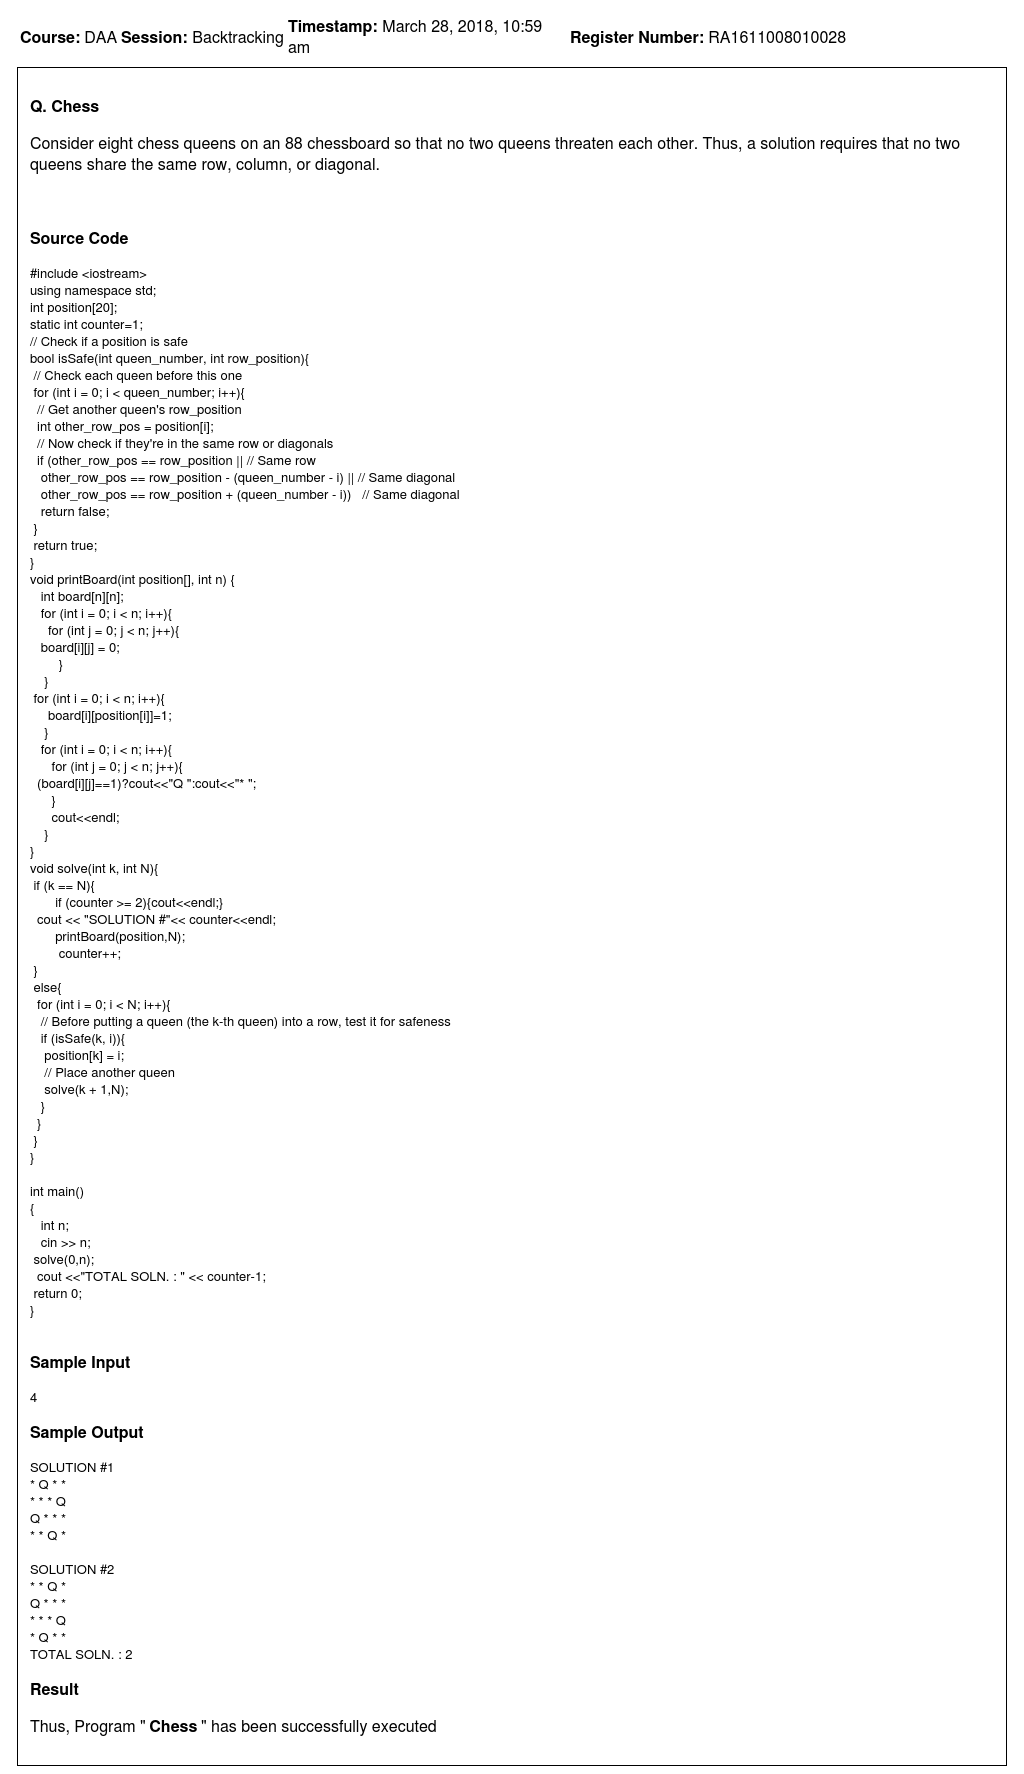 Course: DAA Session: Backtracking Timestamp: March 28, 2018, 10:59 am Register Number: RA1611008010028
Q. Chess
Consider eight chess queens on an 88 chessboard so that no two queens threaten each other. Thus, a solution requires that no two
queens share the same row, column, or diagonal.
Source Code
#include <iostream>
using namespace std;
int position[20];
static int counter=1;
// Check if a position is safe
bool isSafe(int queen_number, int row_position){
// Check each queen before this one
for (int i = 0; i < queen_number; i++){
// Get another queen's row_position
int other_row_pos = position[i];
// Now check if they're in the same row or diagonals
if (other_row_pos == row_position || // Same row
other_row_pos == row_position - (queen_number - i) || // Same diagonal
other_row_pos == row_position + (queen_number - i)) // Same diagonal
return false;
}
return true;
}
void printBoard(int position[], int n) {
int board[n][n];
for (int i = 0; i < n; i++){
for (int j = 0; j < n; j++){
board[i][j] = 0;
}
}
for (int i = 0; i < n; i++){
board[i][position[i]]=1;
}
for (int i = 0; i < n; i++){
for (int j = 0; j < n; j++){
(board[i][j]==1)?cout<<"Q ":cout<<"* ";
}
cout<<endl;
}
}
void solve(int k, int N){
if (k == N){
if (counter >= 2){cout<<endl;}
cout << "SOLUTION #"<< counter<<endl;
printBoard(position,N);
counter++;
}
else{
for (int i = 0; i < N; i++){
// Before putting a queen (the k-th queen) into a row, test it for safeness
if (isSafe(k, i)){
position[k] = i;
// Place another queen
solve(k + 1,N);
}
}
}
}
int main()
{
int n;
cin >> n;
solve(0,n);
cout <<"TOTAL SOLN. : " << counter-1;
return 0;
}
Sample Input
4
Sample Output
SOLUTION #1
* Q * *
* * * Q
Q * * *
* * Q *
SOLUTION #2
* * Q *
Q * * *
* * * Q
* Q * *
TOTAL SOLN. : 2
Result
Thus, Program " Chess " has been successfully executed